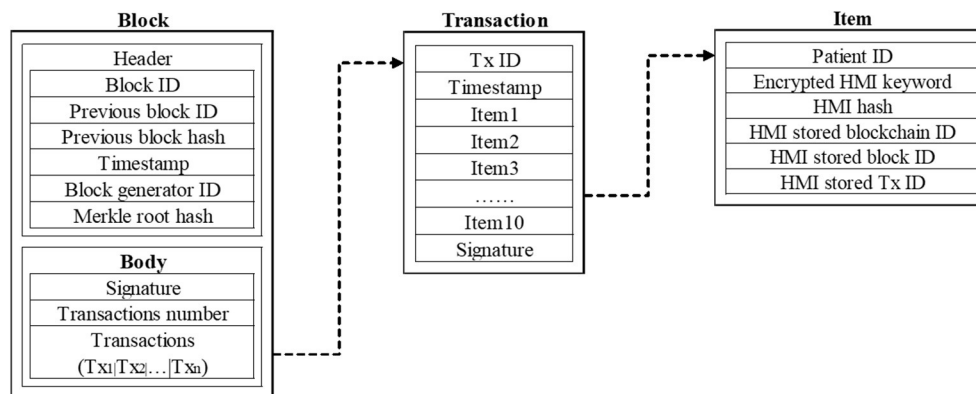 Block
Header
Block ID
Previous block ID
Previous block hash
Timestamp
Block generator ID
Merkle root hash
Body
Signature
Transactions number
Transactions
(Tx1|Tx2|…|Txn)
Transaction
Tx ID
Timestamp
Item1
Item2
Item3
……
Item10
Signature
Item
Patient ID
Encrypted HMI keyword
HMI hash
HMI stored blockchain ID
HMI stored block ID
HMI stored Tx ID